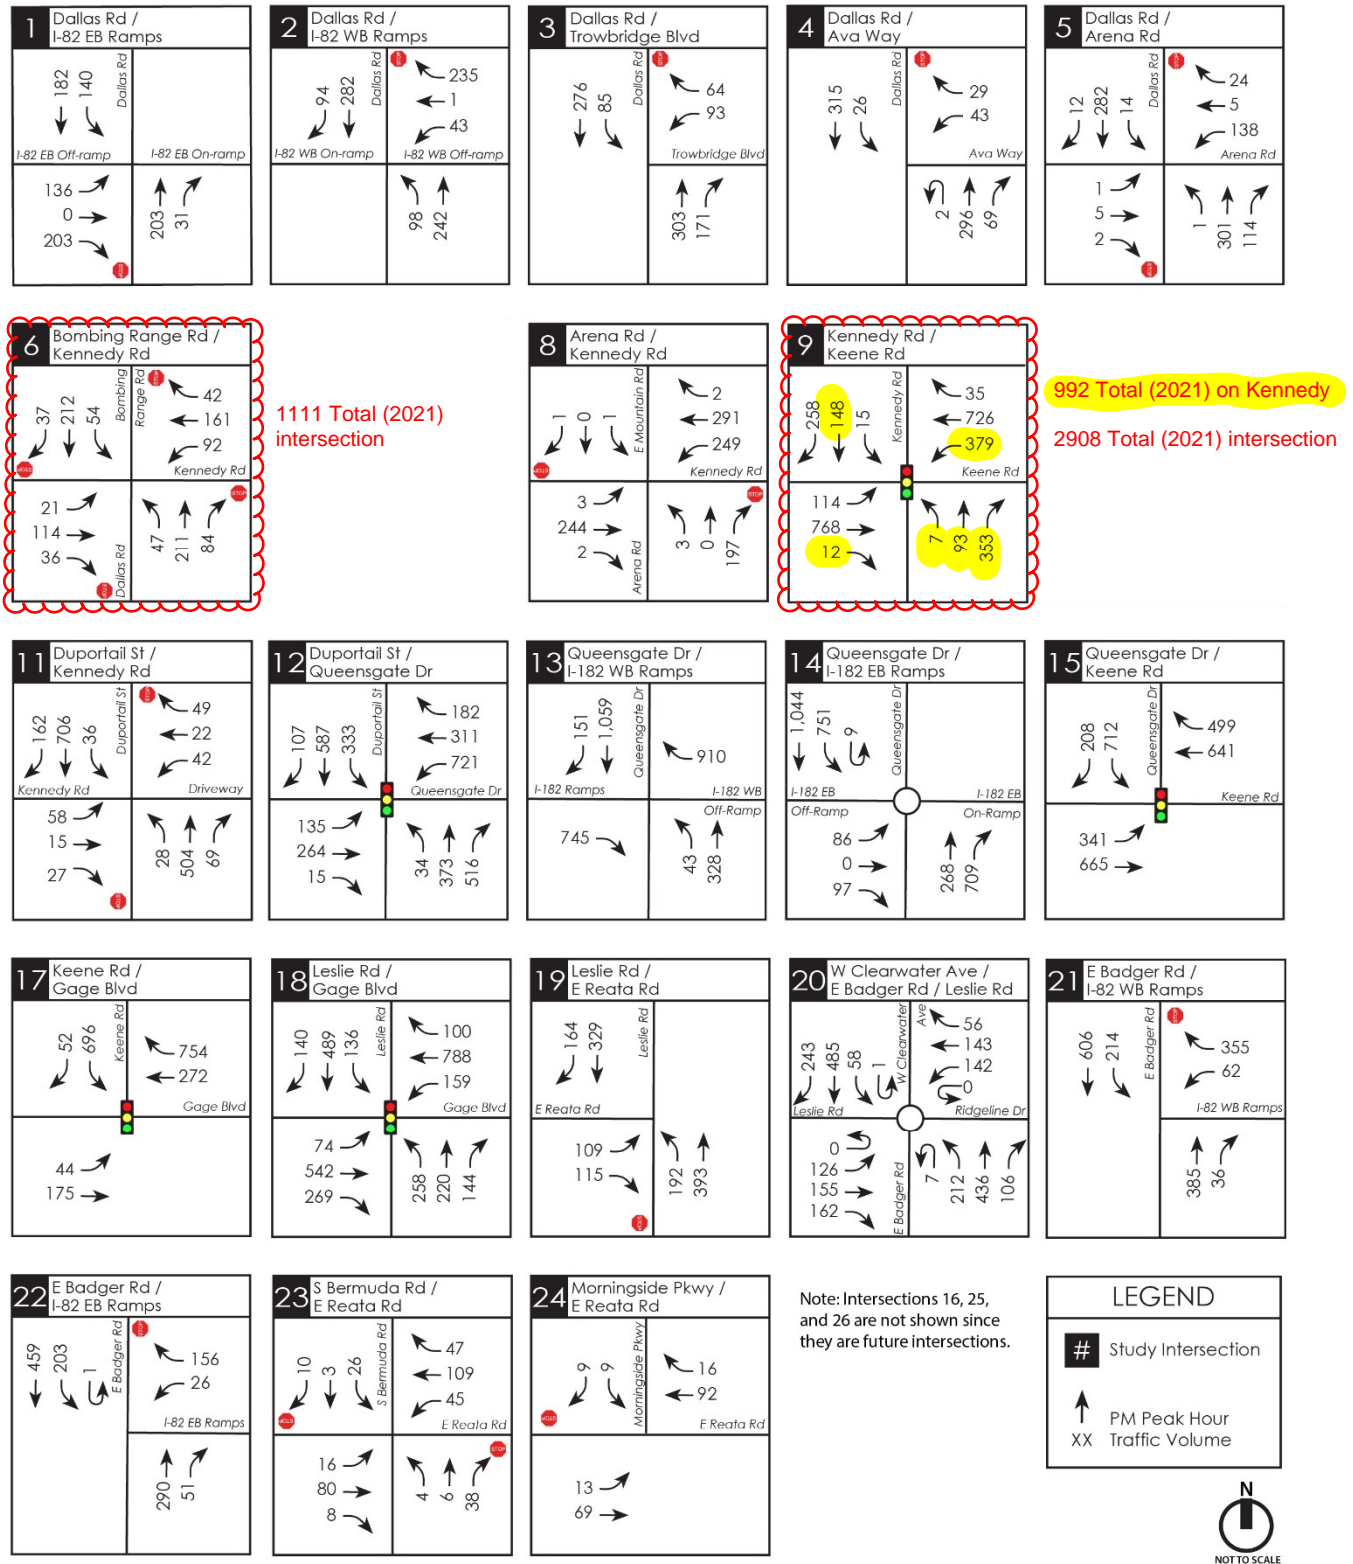 1 Dallas Rd /
I-82 EB Ramps
182
140
Dallas Rd
I-82 EB Off-ramp
I-82 EB On-ramp
136
0
203
203
31
STOP
2 Dallas Rd /
I-82 WB Ramps
94
282
Dallas Rd
STOP
235
1
43
I-82 WB On-ramp
I-82 WB Off-ramp
98
242
3 Dallas Rd /
Trowbridge Blvd
276
85
Dallas Rd
STOP
64
93
Trowbridge Blvd
303
171
4 Dallas Rd /
Ava Way
315
26
Dallas Rd
STOP
29
43
Ava Way
2
296
69
5 Dallas Rd /
Arena Rd
12
282
14
Dallas Rd
STOP
24
5
138
Arena Rd
1
5
2
1
301
114
STOP
6 Bombing Range Rd /
Kennedy Rd
37
212
54
Bombing
Range Rd
STOP
42
161
92
STOP
Kennedy Rd
21
114
36
47
211
84
STOP
Dallas Rd
STOP
1111 Total (2021)
intersection
8 Arena Rd /
Kennedy Rd
1
0
1
E Mountain Rd
2
291
249
STOP
Kennedy Rd
3
244
2
Arena Rd
3
0
197
STOP
9 Kennedy Rd /
Keene Rd
258
148
15
Kennedy Rd
35
726
379
Keene Rd
114
768
12
7
93
353
992 Total (2021) on Kennedy
2908 Total (2021) intersection
11 Duportail St /
Kennedy Rd
162
706
36
Duportail St
STOP
49
22
42
Kennedy Rd
Driveway
58
15
27
28
504
69
STOP
12 Duportail St /
Queensgate Dr
107
587
333
Duportail St
182
311
721
Queensgate Dr
135
264
15
34
373
516
13 Queensgate Dr /
I-182 WB Ramps
151
1,059
Queensgate Dr
910
I-182 Ramps
I-182 WB
Off-Ramp
745
43
328
14 Queensgate Dr /
I-182 EB Ramps
1,044
751
9
Queensgate Dr
I-182 EB
Off-Ramp
I-182 EB
On-Ramp
86
0
97
268
709
15 Queensgate Dr /
Keene Rd
208
712
Queensgate Dr
499
641
Keene Rd
341
665
17 Keene Rd /
Gage Blvd
52
696
Keene Rd
754
272
Gage Blvd
44
175
18 Leslie Rd /
Gage Blvd
140
489
136
Leslie Rd
100
788
159
Gage Blvd
74
542
269
258
220
144
19 Leslie Rd /
E Reata Rd
164
329
Leslie Rd
E Reata Rd
109
115
192
393
STOP
20 W Clearwater Ave /
E Badger Rd / Leslie Rd
243
485
58
1
W Clearwater
Ave
56
143
142
0
Leslie Rd
Ridgeline Dr
0
126
155
162
E Badger Rd
7
212
436
106
21 E Badger Rd /
I-82 WB Ramps
606
214
E Badger Rd
STOP
355
62
I-82 WB Ramps
385
36
22 E Badger Rd /
I-82 EB Ramps
459
203
1
E Badger Rd
STOP
156
26
I-82 EB Ramps
290
51
23 S Bermuda Rd /
E Reata Rd
10
3
26
S Bermuda Rd
47
109
45
STOP
E Reata Rd
16
80
8
4
6
38
STOP
24 Morningside Pkwy /
E Reata Rd
9
9
Morningside Pkwy
16
92
STOP
E Reata Rd
13
69
Note: Intersections 16, 25,
and 26 are not shown since
they are future intersections.
LEGEND
# Study Intersection
PM Peak Hour
XX Traffic Volume
N
NOT TO SCALE